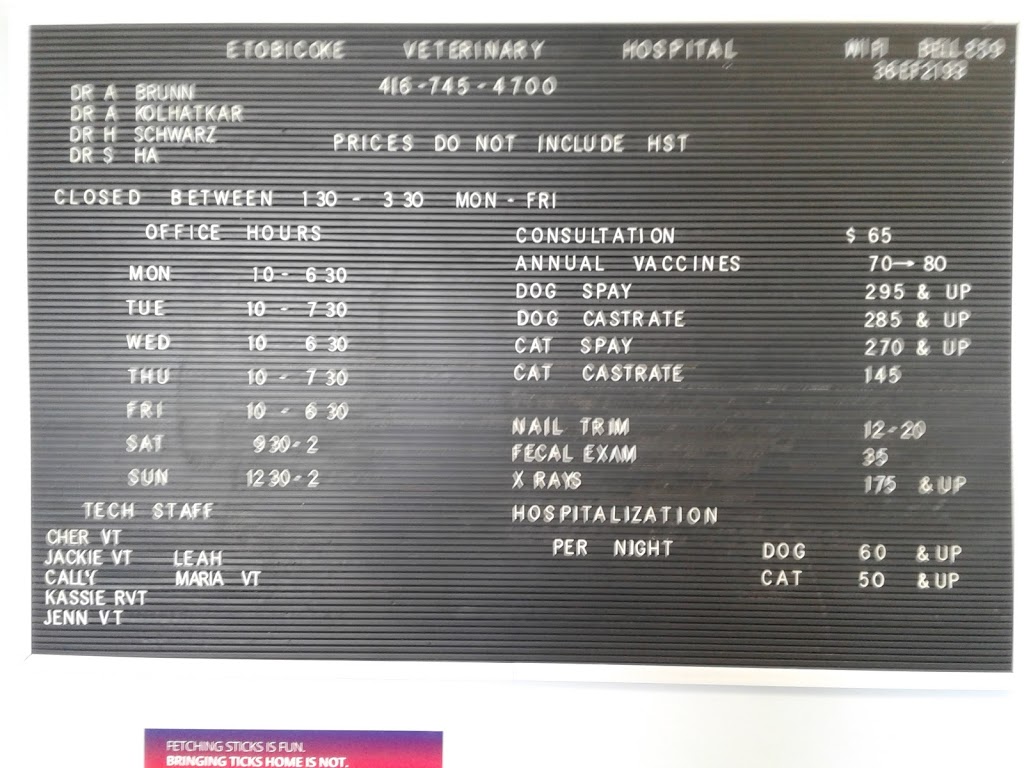 ETOBICOKE VETERINARY HOSPITAL
WIFI BELL 839
36EF2193
416-745-4700
DR A BRUNN
DR A KOLHATKAR
DR H SCHWARZ
DR S HA
PRICES DO NOT INCLUDE HST
CLOSED BETWEEN 1 30 - 3 30 MON - FRI
OFFICE HOURS
MON 10 - 6 30
TUE 10 - 7 30
WED 10 6 30
THU 10 - 7 30
FRI 10 - 6 30
SAT 9 30 - 2
SUN 12 30 - 2
TECH STAFF
CHER VT
JACKIE VT LEAH
CALLY MARIA VT
KASSIE RVT
JENN VT
CONSULTATION $ 65
ANNUAL VACCINES 70→80
DOG SPAY 295 & UP
DOG CASTRATE 285 & UP
CAT SPAY 270 & UP
CAT CASTRATE 145
NAIL TRIM 12-20
FECAL EXAM 35
X RAYS 175 & UP
HOSPITALIZATION
PER NIGHT DOG 60 & UP
CAT 50 & UP
FETCHING STICKS IS FUN.
BRINGING TICKS HOME IS NOT.